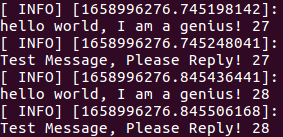 [ INFO] [1658996276.745198142]:
hello world, I am a genius! 27
[ INFO] [1658996276.745248041]:
Test Message, Please Reply! 27
[ INFO] [1658996276.845436441]:
hello world, I am a genius! 28
[ INFO] [1658996276.845506168]:
Test Message, Please Reply! 28